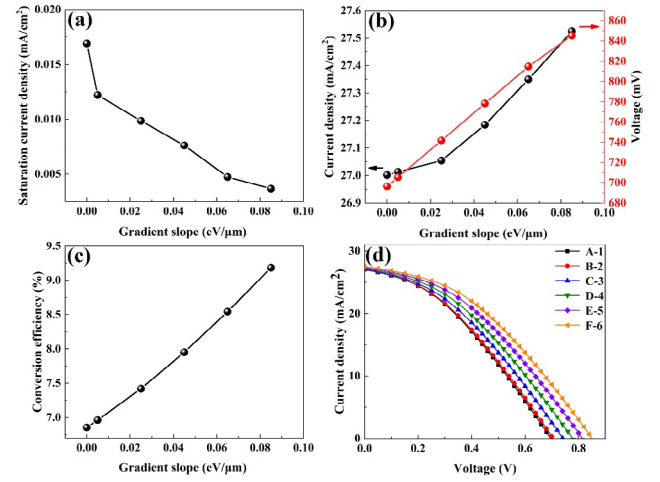 (a)
0.020
0.015
0.010
0.005
Saturation current density (mA/cm²)
0.00 0.02 0.04 0.06 0.08 0.10
Gradient slope (eV/μm)
(b)
27.6
27.5
27.4
27.3
27.2
27.1
27.0
26.9
Current density (mA/cm²)
860
840
820
800
780
760
740
720
700
680
Voltage (mV)
0.00 0.02 0.04 0.06 0.08 0.10
Gradient slope (eV/μm)
(c)
9.5
9.0
8.5
8.0
7.5
7.0
Conversion efficiency (%)
0.00 0.02 0.04 0.06 0.08 0.10
Gradient slope (eV/μm)
(d)
30
20
10
0
Current density (mA/cm²)
A-1
B-2
C-3
D-4
E-5
F-6
0.0 0.2 0.4 0.6 0.8
Voltage (V)